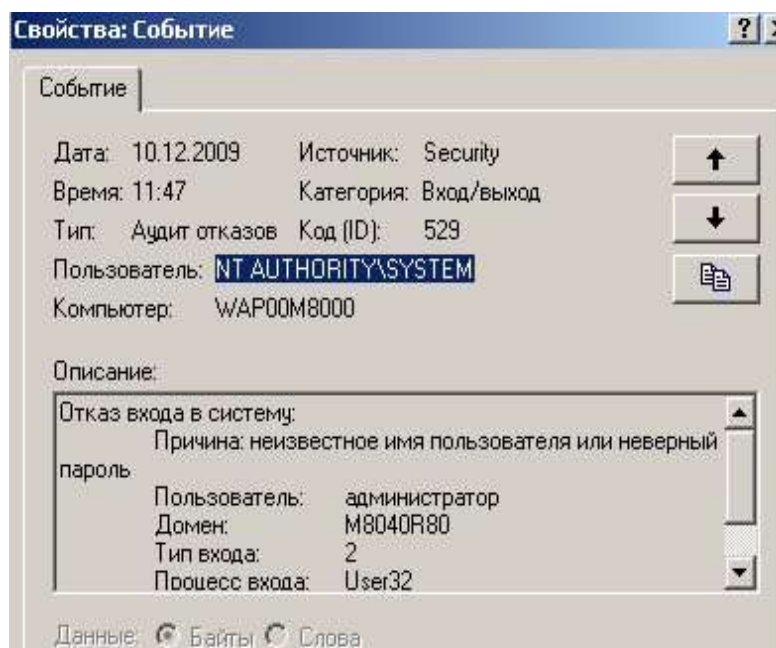 Свойства: Событие
Событие
Дата: 10.12.2009 Источник: Security
Время: 11:47 Категория: Вход/выход
Тип: Аудит отказов Код (ID): 529
Пользователь: NT AUTHORITY\SYSTEM
Компьютер: WAP00M8000
Описание:
Отказ входа в систему:
Причина: неизвестное имя пользователя или неверный
пароль
Пользователь: администратор
Домен: M8040R80
Тип входа: 2
Процесс входа: User32
Данные: Байты Слова